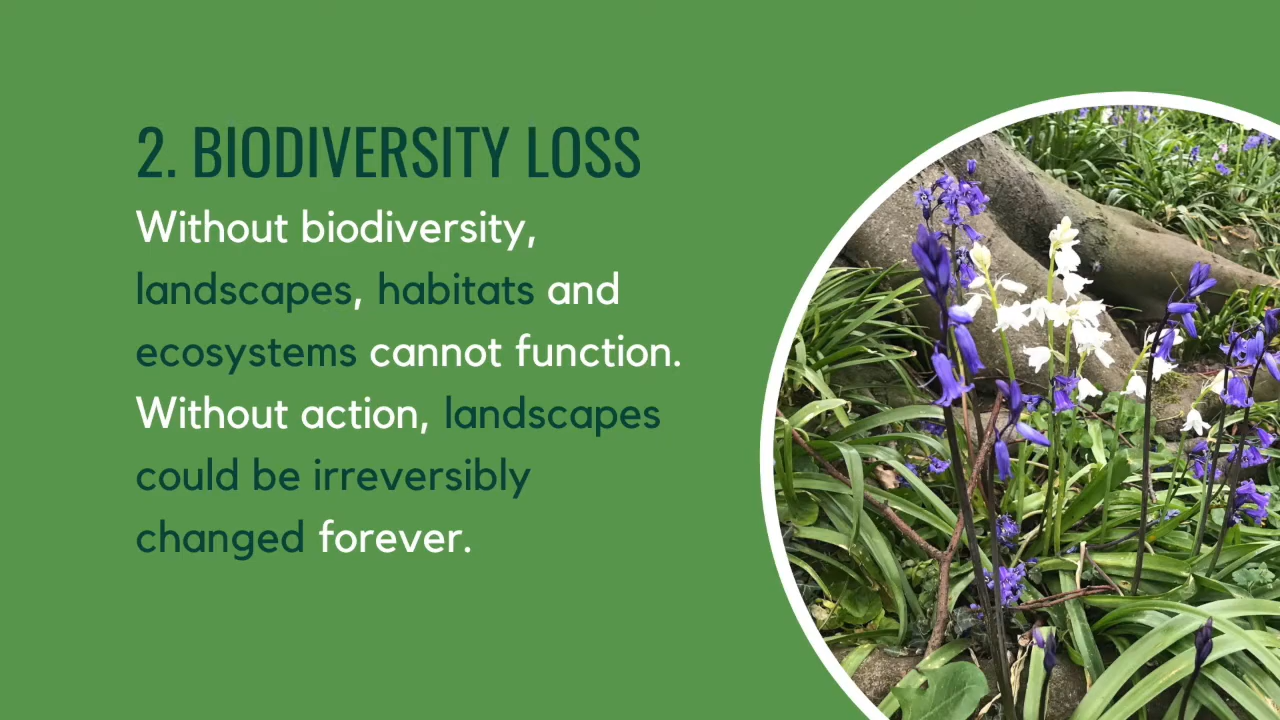 2. BIODIVERSITY LOSS
Without biodiversity,
landscapes, habitats and
ecosystems cannot function.
Without action, landscapes
could be irreversibly
changed forever.